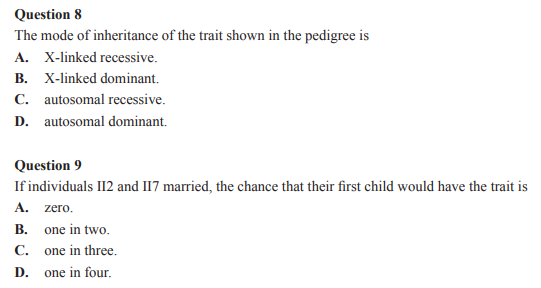 Question 8
The mode of inheritance of the trait shown in the pedigree is
A. X-linked recessive.
B. X-linked dominant.
C. autosomal recessive.
D. autosomal dominant.
Question 9
If individuals II2 and II7 married, the chance that their first child would have the trait is
A. zero.
B. one in two.
C. one in three.
D. one in four.